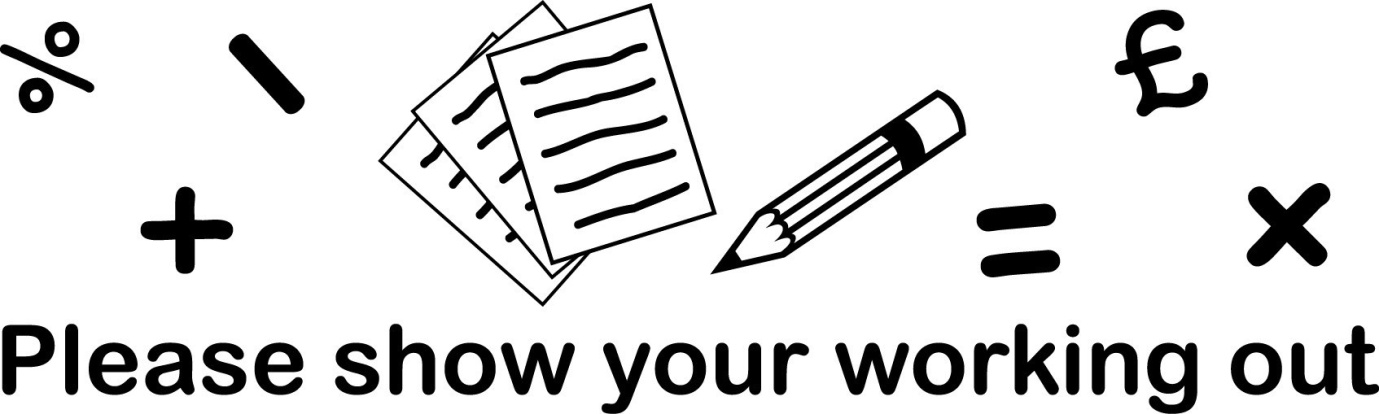 % \ £
+ = ×
Please show your working out